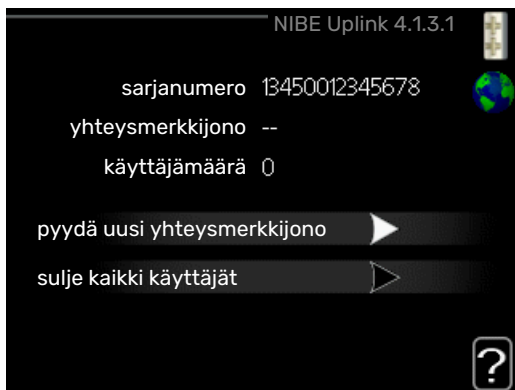 NIBE Uplink 4.1.3.1
sarjanumero 13450012345678
yhteysmerkkijono --
käyttäjämäärä 0
pyydä uusi yhteysmerkkijono
sulje kaikki käyttäjät
?